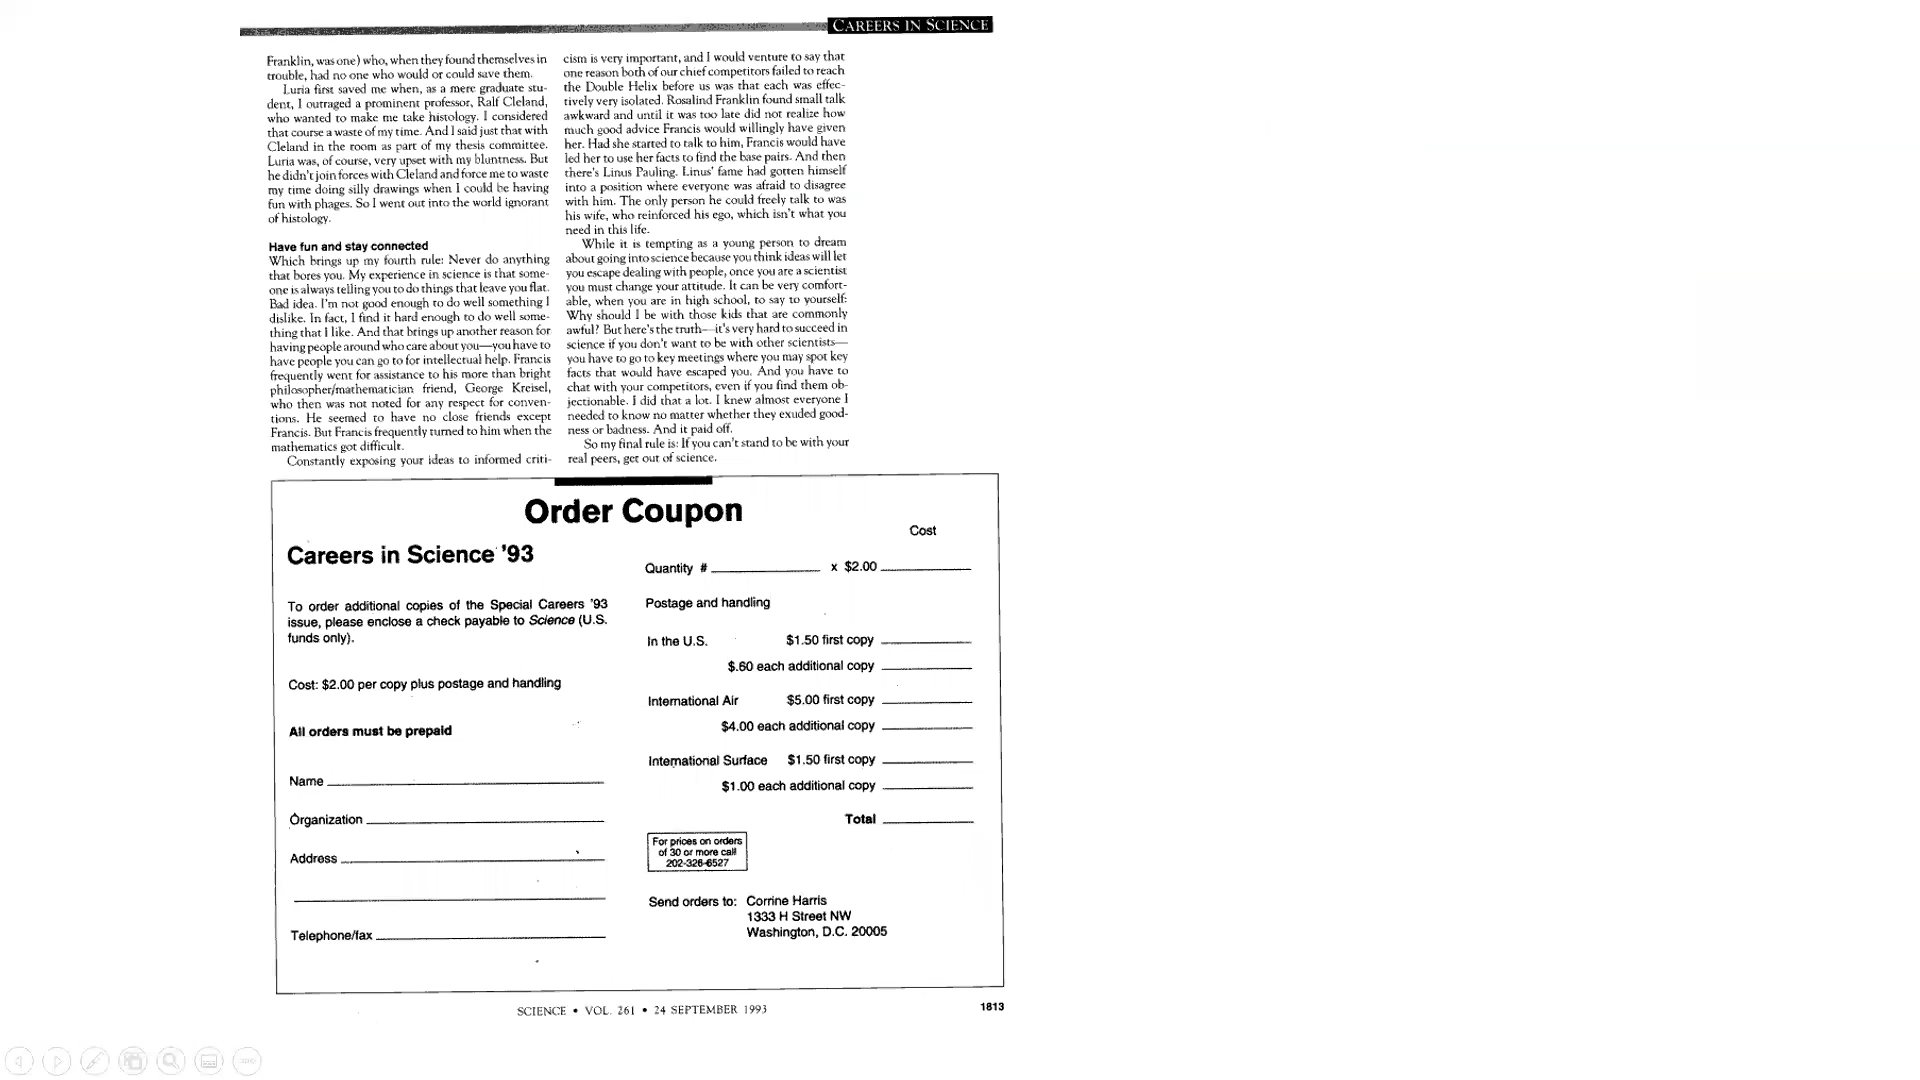 CAREERS IN SCIENCE
Franklin, was one) who, when they found themselves in
trouble, had no one who would or could save them.
Luria first saved me when, as a mere graduate stu-
dent, I outraged a prominent professor, Ralf Cleland,
who wanted to make me take histology. I considered
that course a waste of my time. And I said just that with
Cleland in the room as part of my thesis committee.
Luria was, of course, very upset with my bluntness. But
he didn't join forces with Cleland and force me to waste
my time doing silly drawings when I could be having
fun with phages. So I went out into the world ignorant
of histology.
Have fun and stay connected
Which brings up my fourth rule: Never do anything
that bores you. My experience in science is that some-
one is always telling you to do things that leave you flat.
Bad idea. I'm not good enough to do well something I
dislike. In fact, I find it hard enough to do well some-
thing that I like. And that brings up another reason for
having people around who care about you—you have to
have people you can go to for intellectual help. Francis
frequently went for assistance to his more than bright
philosopher/mathematician friend, George Kreisel,
who then was not noted for any respect for conven-
tions. He seemed to have no close friends except
Francis. But Francis frequently turned to him when the
mathematics got difficult.
Constantly exposing your ideas to informed criti-
cism is very important, and I would venture to say that
one reason both of our chief competitors failed to reach
the Double Helix before us was that each was effec-
tively very isolated. Rosalind Franklin found small talk
awkward and until it was too late did not realize how
much good advice Francis would willingly have given
her. Had she started to talk to him, Francis would have
led her to use her facts to find the base pairs. And then
there's Linus Pauling. Linus' fame had gotten himself
into a position where everyone was afraid to disagree
with him. The only person he could freely talk to was
his wife, who reinforced his ego, which isn't what you
need in this life.
While it is tempting as a young person to dream
about going into science because you think ideas will let
you escape dealing with people, once you are a scientist
you must change your attitude. It can be very comfort-
able, when you are in high school, to say to yourself:
Why should I be with those kids that are commonly
awful? But here's the truth—it's very hard to succeed in
science if you don't want to be with other scientists—
you have to go to key meetings where you may spot key
facts that would have escaped you. And you have to
chat with your competitors, even if you find them ob-
jectionable. I did that a lot. I knew almost everyone I
needed to know no matter whether they exuded good-
ness or badness. And it paid off.
So my final rule is: If you can't stand to be with your
real peers, get out of science.
Order Coupon
Careers in Science '93
To order additional copies of the Special Careers '93
issue, please enclose a check payable to Science (U.S.
funds only).
Cost: $2.00 per copy plus postage and handling
All orders must be prepaid
Name
Organization
Address
Telephone/fax
Cost
Quantity # x $2.00
Postage and handling
In the U.S. $1.50 first copy
$.60 each additional copy
International Air $5.00 first copy
$4.00 each additional copy
International Surface $1.50 first copy
$1.00 each additional copy
Total
For prices on orders
of 30 or more call
202-326-6527
Send orders to: Corrine Harris
1333 H Street NW
Washington, D.C. 20005
SCIENCE • VOL. 261 • 24 SEPTEMBER 1993
1813